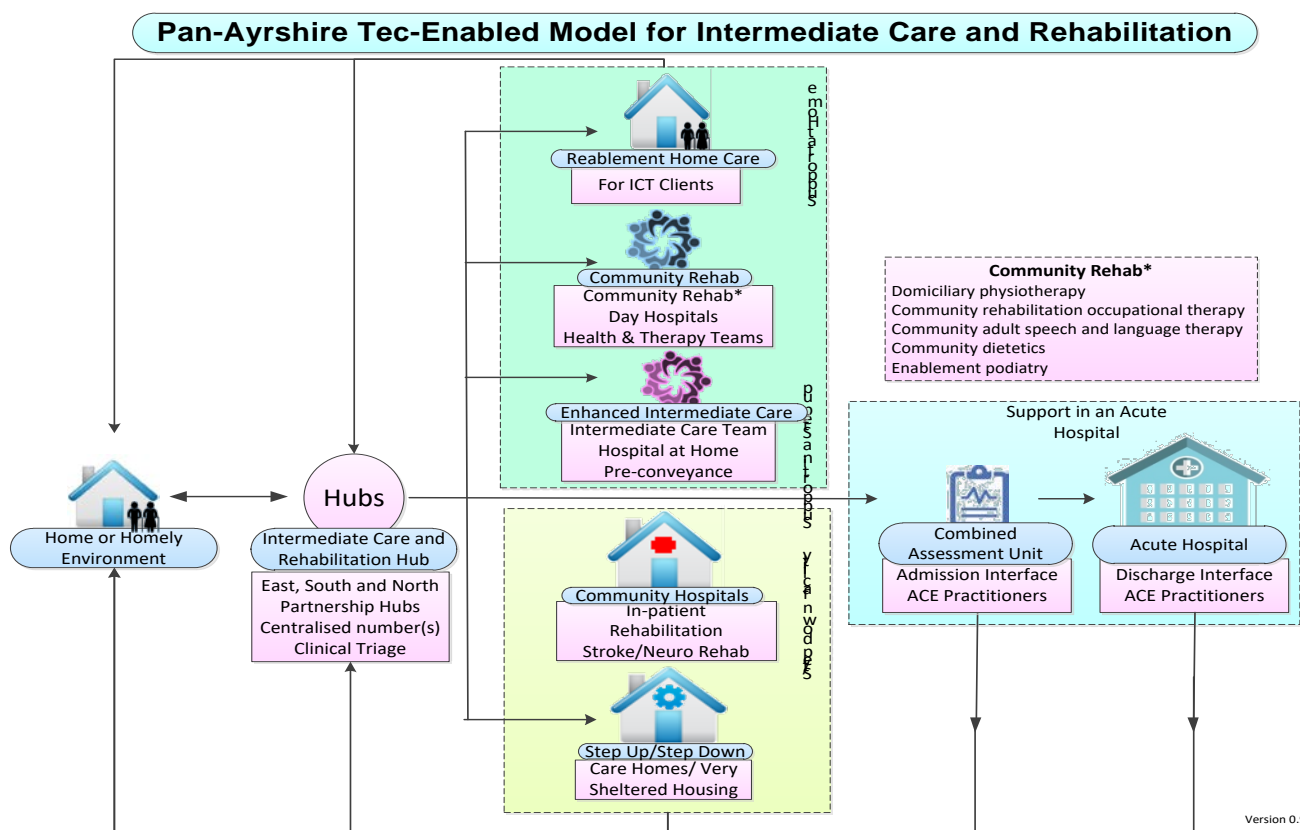 Pan-Ayrshire Tec-Enabled Model for Intermediate Care and Rehabilitation
Support at Home
Reablement Home Care
For ICT Clients
Community Rehab
Community Rehab*
Day Hospitals
Health & Therapy Teams
Enhanced Intermediate Care
Intermediate Care Team
Hospital at Home
Pre-conveyance
Community Rehab*
Domiciliary physiotherapy
Community rehabilitation occupational therapy
Community adult speech and language therapy
Community dietetics
Enablement podiatry
Support in an Acute
Hospital
Hubs
Home or Homely
Environment
Intermediate Care and
Rehabilitation Hub
East, South and North
Partnership Hubs
Centralised number(s)
Clinical Triage
Combined
Assessment Unit
Admission Interface
ACE Practitioners
Acute Hospital
Discharge Interface
ACE Practitioners
Community Hospitals
In-patient
Rehabilitation
Stroke/Neuro Rehab
Step Up/Step Down
Care Homes/ Very
Sheltered Housing
Version 0.